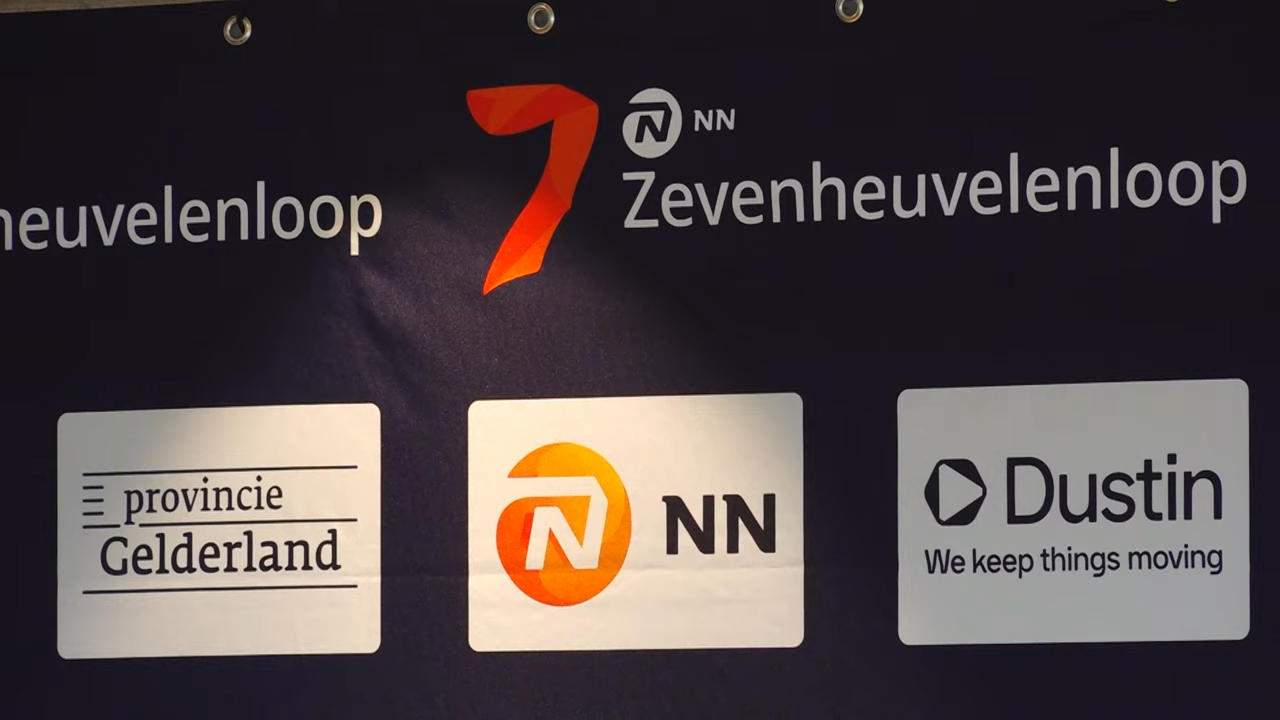 NN
heuvelenloop
Zevenheuvelenloop
provincie
Gelderland
NN
Dustin
We keep things moving